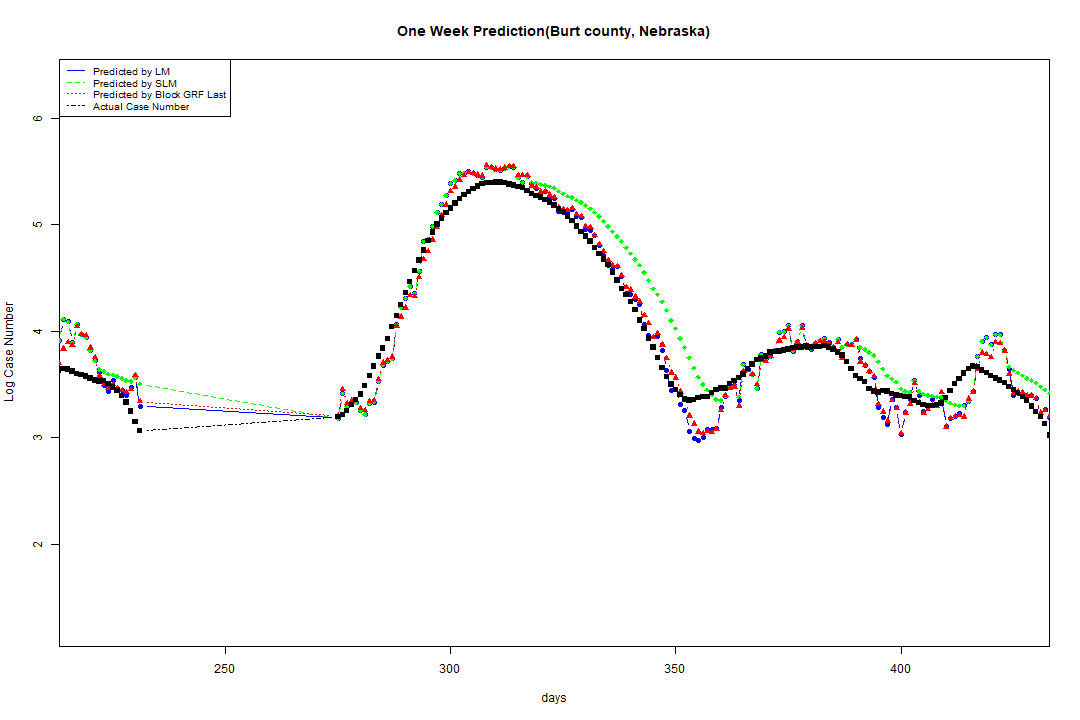 One Week Prediction(Burt county, Nebraska)
Predicted by LM
Predicted by SLM
Predicted by Block GRF Last
Actual Case Number
6
5
4
3
2
Log Case Number
250 300 350 400
days